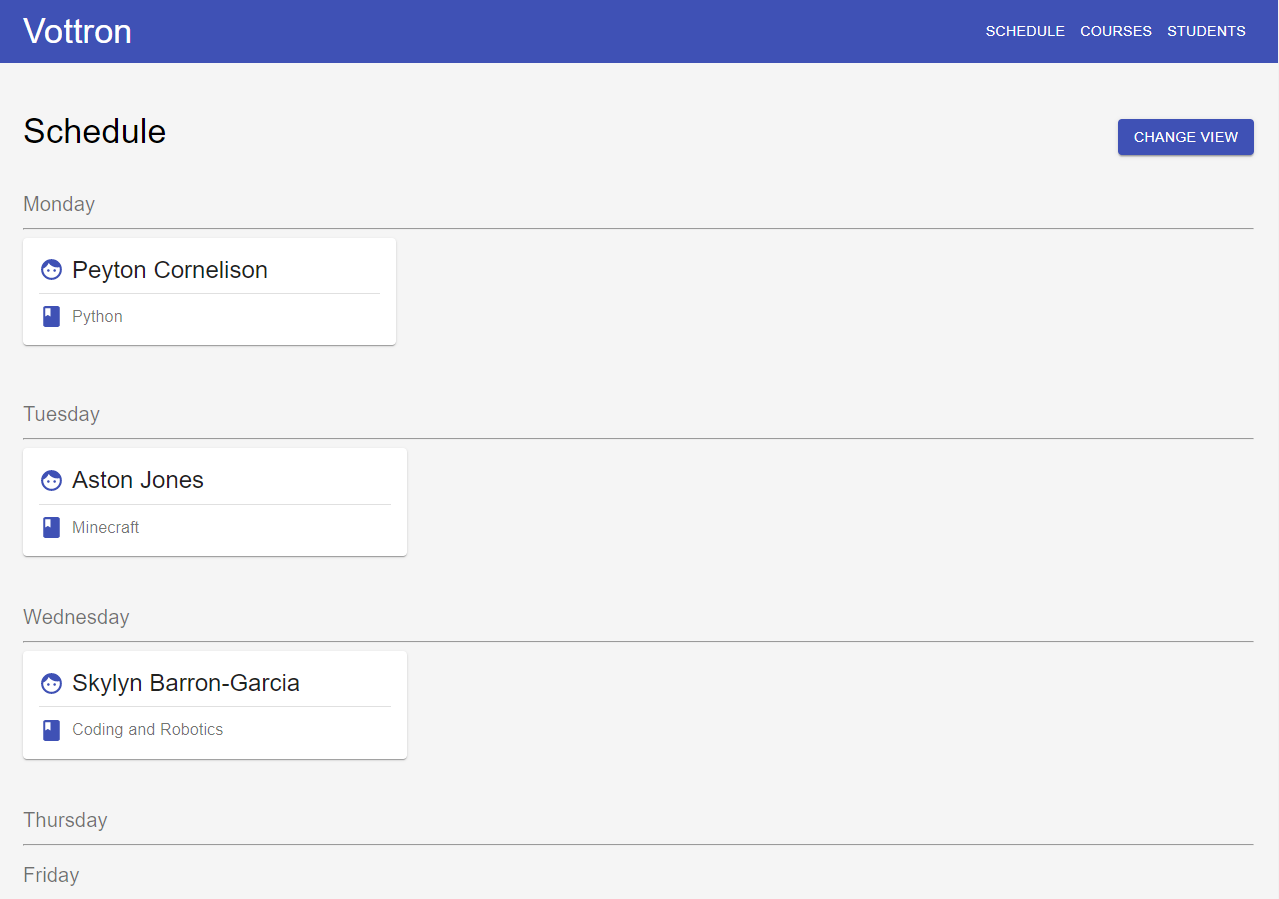 Vottron
SCHEDULE COURSES STUDENTS
Schedule
CHANGE VIEW
Monday
Peyton Cornelison
Python
Tuesday
Aston Jones
Minecraft
Wednesday
Skylyn Barron-Garcia
Coding and Robotics
Thursday
Friday